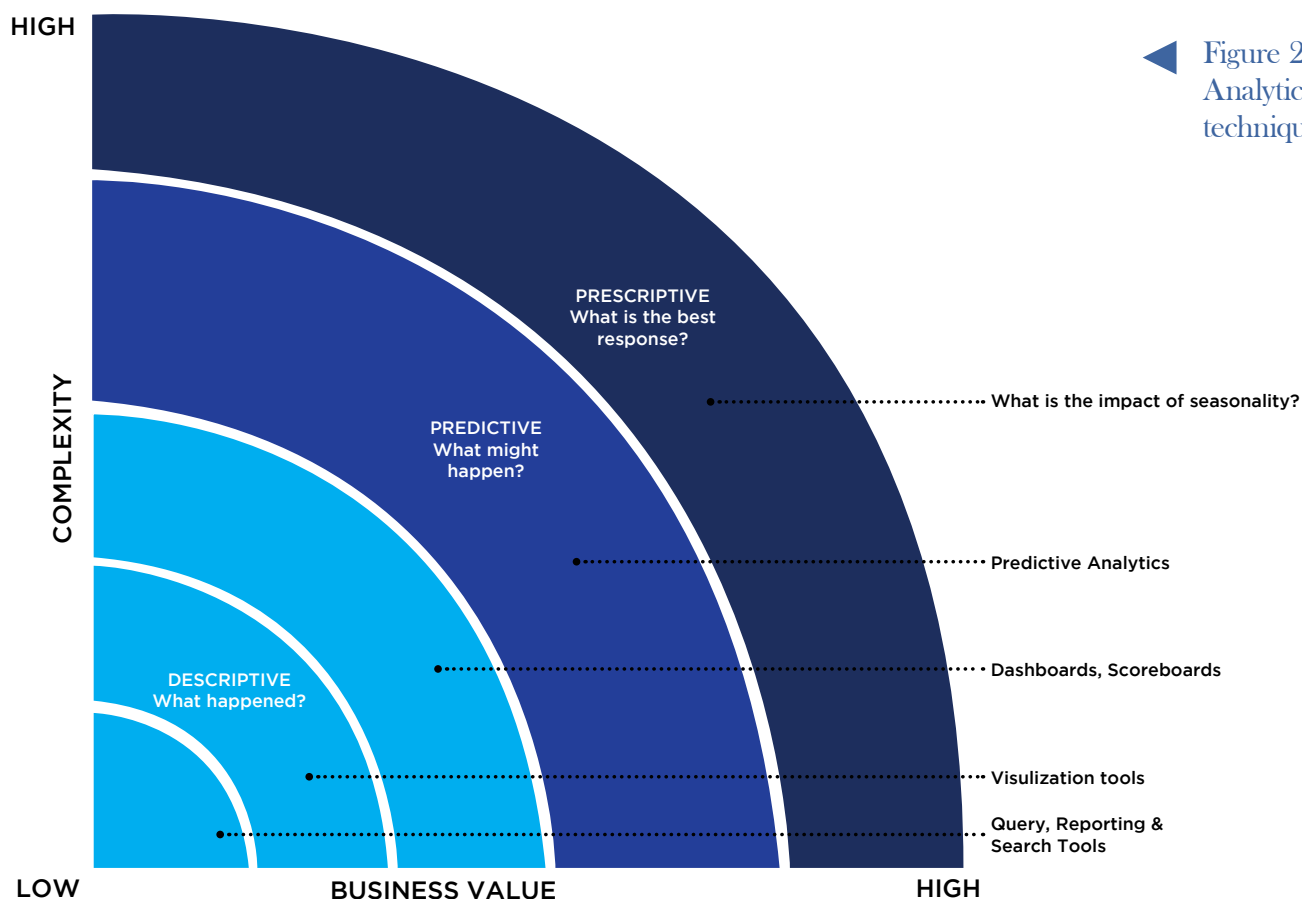 HIGH
Figure 2
Analytic
techniqu
PRESCRIPTIVE
What is the best
response?
What is the impact of seasonality?
COMPLEXITY
PREDICTIVE
What might
happen?
Predictive Analytics
Dashboards, Scoreboards
DESCRIPTIVE
What happened?
Visulization tools
Query, Reporting &
Search Tools
LOW
BUSINESS VALUE
HIGH